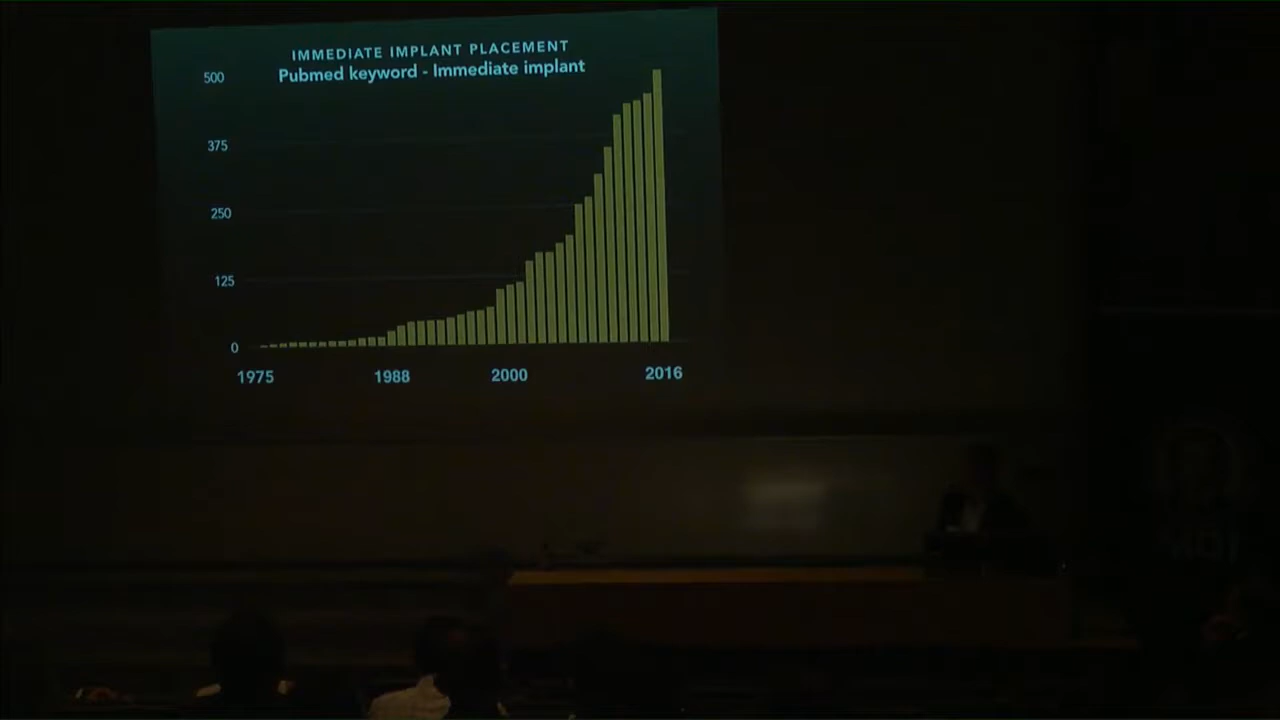 IMMEDIATE IMPLANT PLACEMENT
Pubmed keyword - Immediate implant
500
375
250
125
0
1975 1988 2000 2016